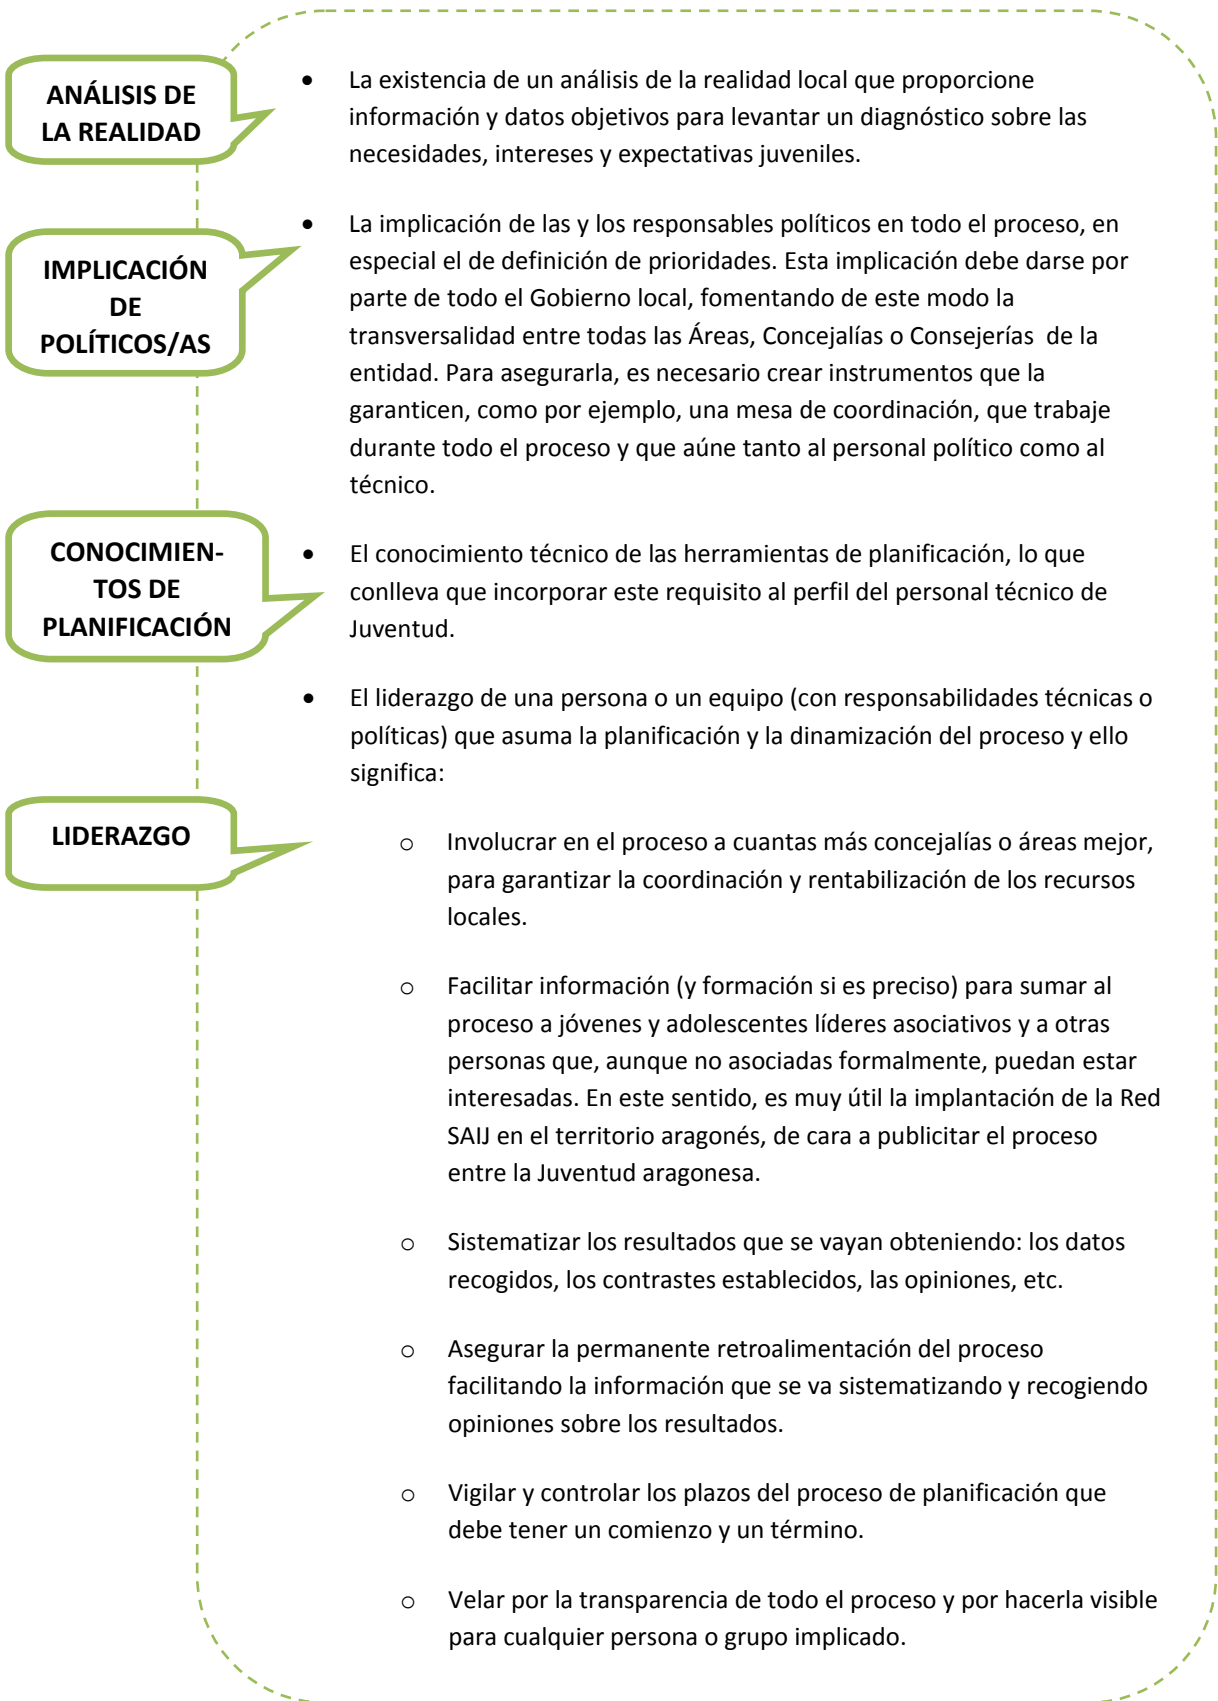 ANÁLISIS DE
LA REALIDAD
• La existencia de un análisis de la realidad local que proporcione
información y datos objetivos para levantar un diagnóstico sobre las
necesidades, intereses y expectativas juveniles.
IMPLICACIÓN
DE
POLÍTICOS/AS
• La implicación de las y los responsables políticos en todo el proceso, en
especial el de definición de prioridades. Esta implicación debe darse por
parte de todo el Gobierno local, fomentando de este modo la
transversalidad entre todas las Áreas, Concejalías o Consejerías de la
entidad. Para asegurarla, es necesario crear instrumentos que la
garanticen, como por ejemplo, una mesa de coordinación, que trabaje
durante todo el proceso y que aúne tanto al personal político como al
técnico.
CONOCIMIEN-
TOS DE
PLANIFICACIÓN
• El conocimiento técnico de las herramientas de planificación, lo que
conlleva que incorporar este requisito al perfil del personal técnico de
Juventud.
• El liderazgo de una persona o un equipo (con responsabilidades técnicas o
políticas) que asuma la planificación y la dinamización del proceso y ello
significa:
LIDERAZGO
o Involucrar en el proceso a cuantas más concejalías o áreas mejor,
para garantizar la coordinación y rentabilización de los recursos
locales.
o Facilitar información (y formación si es preciso) para sumar al
proceso a jóvenes y adolescentes líderes asociativos y a otras
personas que, aunque no asociadas formalmente, puedan estar
interesadas. En este sentido, es muy útil la implantación de la Red
SAIJ en el territorio aragonés, de cara a publicitar el proceso
entre la Juventud aragonesa.
o Sistematizar los resultados que se vayan obteniendo: los datos
recogidos, los contrastes establecidos, las opiniones, etc.
o Asegurar la permanente retroalimentación del proceso
facilitando la información que se va sistematizando y recogiendo
opiniones sobre los resultados.
o Vigilar y controlar los plazos del proceso de planificación que
debe tener un comienzo y un término.
o Velar por la transparencia de todo el proceso y por hacerla visible
para cualquier persona o grupo implicado.